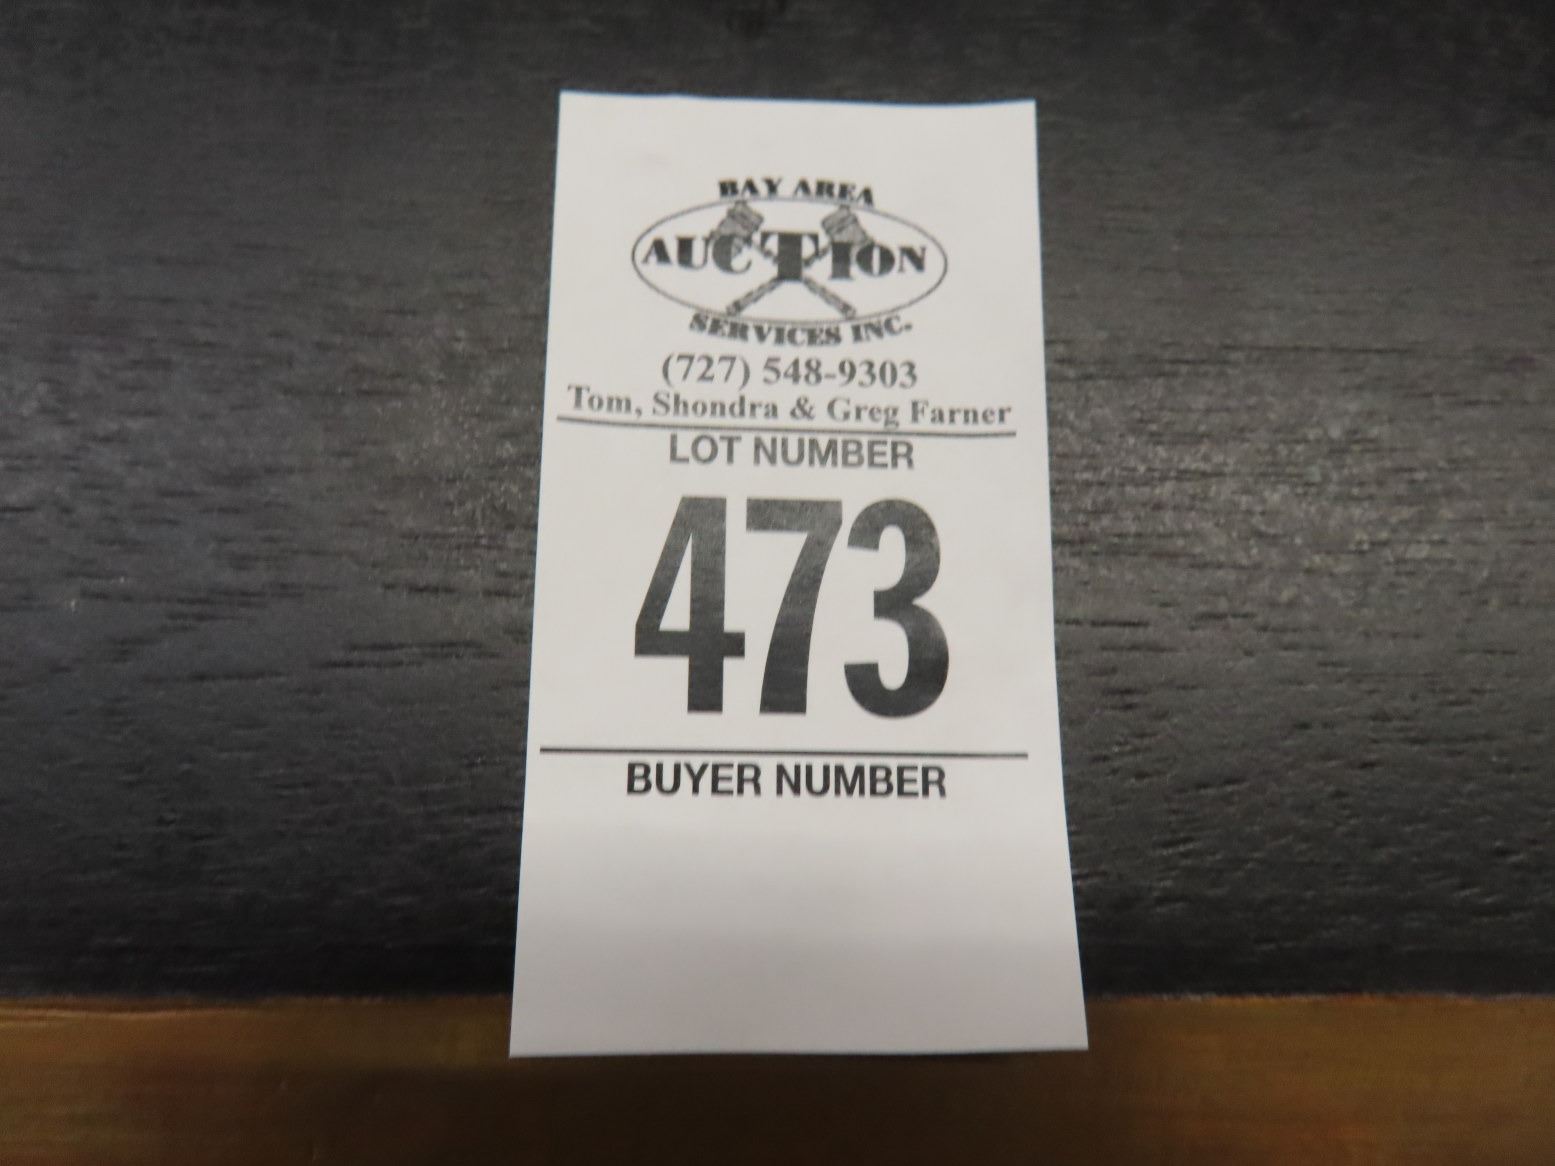 BAY AREA
AUCTION
SERVICES INC.
(727) 548-9303
Tom, Shondra & Greg Farner
LOT NUMBER
473
BUYER NUMBER